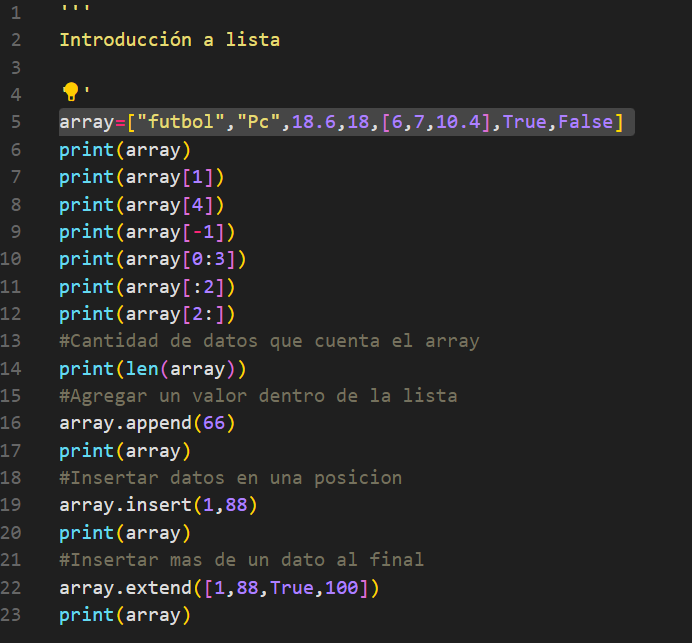 1 '''
2 Introducción a lista
3
4 '
5 array=["futbol","Pc",18.6,18,[6,7,10.4],True,False]
6 print(array)
7 print(array[1])
8 print(array[4])
9 print(array[-1])
10 print(array[0:3])
11 print(array[:2])
12 print(array[2:])
13 #Cantidad de datos que cuenta el array
14 print(len(array))
15 #Agregar un valor dentro de la lista
16 array.append(66)
17 print(array)
18 #Insertar datos en una posicion
19 array.insert(1,88)
20 print(array)
21 #Insertar mas de un dato al final
22 array.extend([1,88,True,100])
23 print(array)